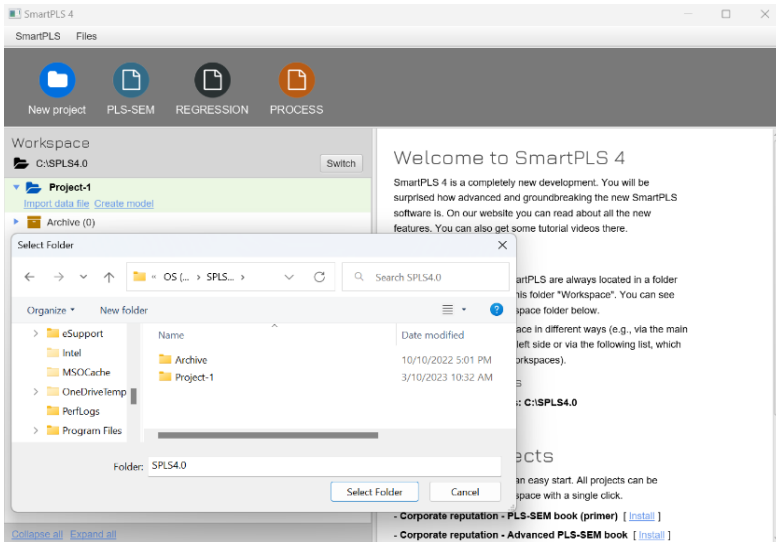 SmartPLS 4
SmartPLS Files
New project PLS-SEM REGRESSION PROCESS
Workspace
C:\SPLS4.0 Switch
Project-1
Import data file Create model
Archive (0)
Welcome to SmartPLS 4
SmartPLS 4 is a completely new development. You will be
surprised how advanced and groundbreaking the new SmartPLS
software is. On our website you can read about all the new
features. You can also get some tutorial videos there.
Select Folder
« OS (... › SPLS... ›
Search SPLS4.0
Organize New folder
eSupport
Intel
MSOCache
OneDriveTemp
PerfLogs
Program Files
Name Date modified
Archive 10/10/2022 5:01 PM
Project-1 3/10/2023 10:32 AM
Folder: SPLS4.0
Select Folder Cancel
artPLS are always located in a folder
his folder "Workspace". You can see
space folder below.
ace in different ways (e.g., via the main
left side or via the following list, which
orkspaces).
s
: C:\SPLS4.0
ects
an easy start. All projects can be
space with a single click.
- Corporate reputation - PLS-SEM book (primer) [ Install ]
- Corporate reputation - Advanced PLS-SEM book [ Install ]
Collapse all Expand all